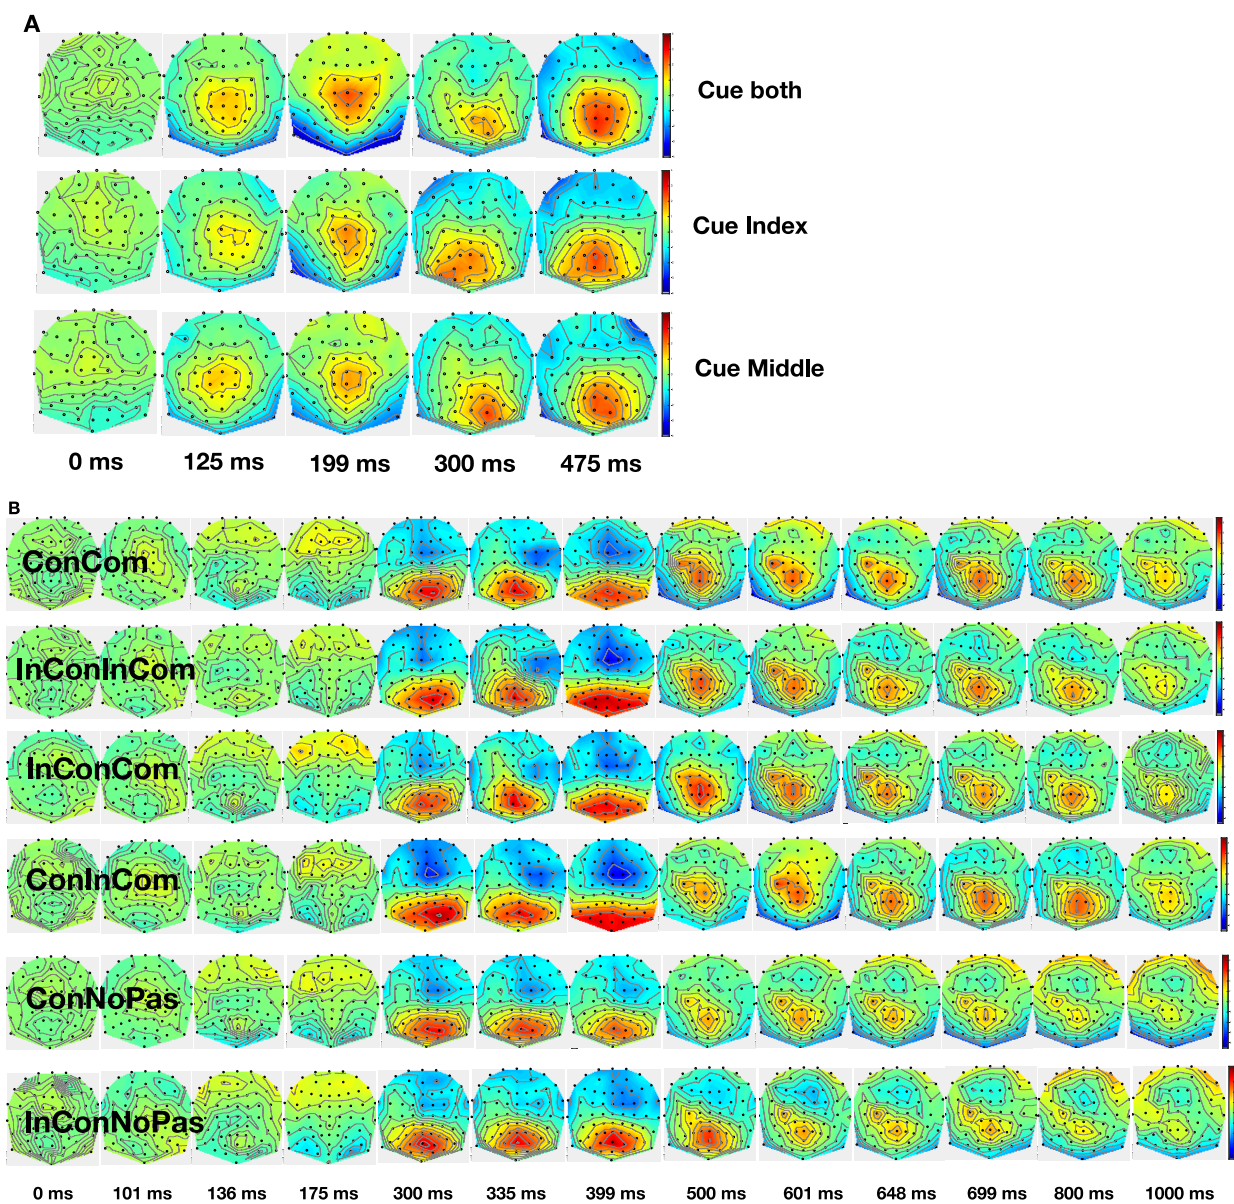 A
Cue both
Cue Index
Cue Middle
0 ms 125 ms 199 ms 300 ms 475 ms
B
ConCom
InConInCom
InConCom
ConInCom
ConNoPas
InConNoPas
0 ms 101 ms 136 ms 175 ms 300 ms 335 ms 399 ms 500 ms 601 ms 648 ms 699 ms 800 ms 1000 ms